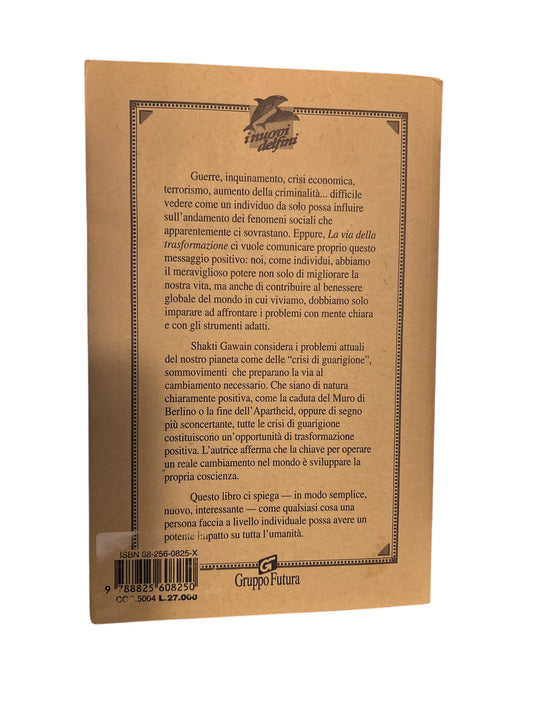 i nuovi
delfini
Guerre, inquinamento, crisi economica,
terrorismo, aumento della criminalità... difficile
vedere come un individuo da solo possa influire
sull'andamento dei fenomeni sociali che
apparentemente ci sovrastano. Eppure, La via della
trasformazione ci vuole comunicare proprio questo
messaggio positivo: noi, come individui, abbiamo
il meraviglioso potere non solo di migliorare la
nostra vita, ma anche di contribuire al benessere
globale del mondo in cui viviamo, dobbiamo solo
imparare ad affrontare i problemi con mente chiara
e con gli strumenti adatti.
Shakti Gawain considera i problemi attuali
del nostro pianeta come delle “crisi di guarigione”,
sommovimenti che preparano la via al
cambiamento necessario. Che siano di natura
chiaramente positiva, come la caduta del Muro di
Berlino o la fine dell'Apartheid, oppure di segno
più sconcertante, tutte le crisi di guarigione
costituiscono un'opportunità di trasformazione
positiva. L'autrice afferma che la chiave per operare
un reale cambiamento nel mondo è sviluppare la
propria coscienza.
Questo libro ci spiega — in modo semplice,
nuovo, interessante — come qualsiasi cosa una
persona faccia a livello individuale possa avere un
potente impatto su tutta l'umanità.
ISBN 88-256-0825-X
9 788825 608250
5004 L.27.000
G
Gruppo Futura